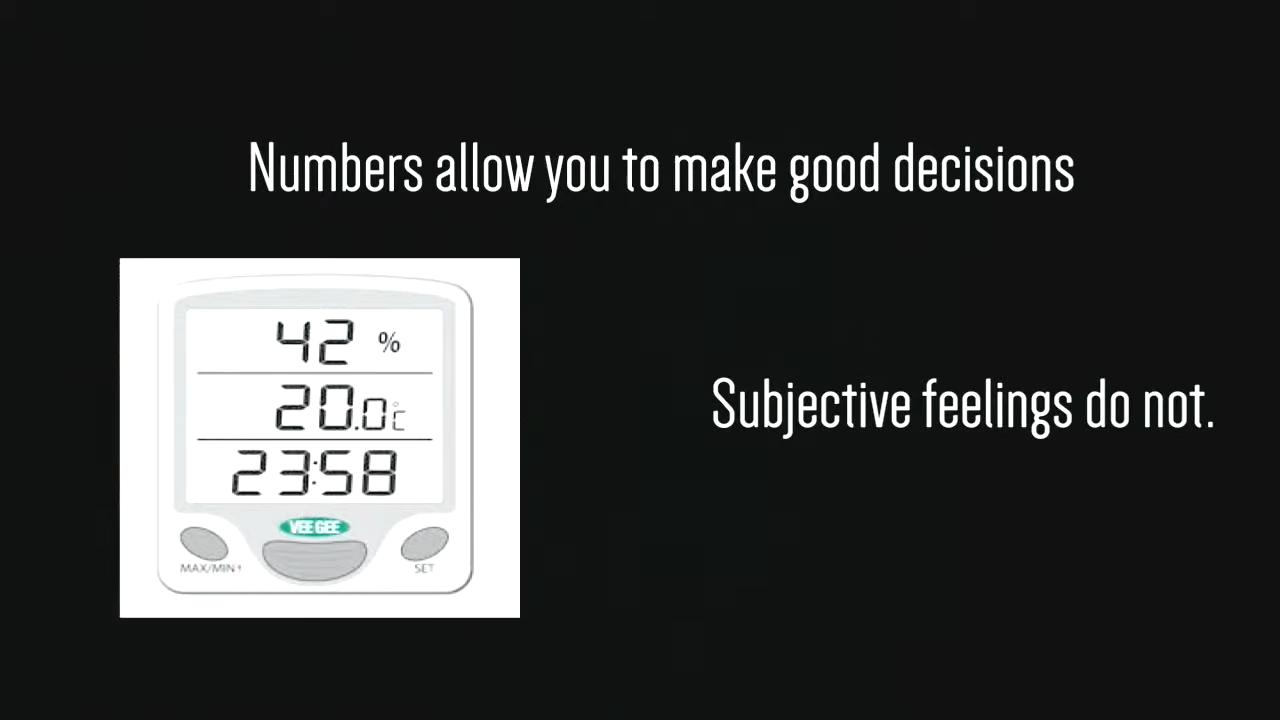 Numbers allow you to make good decisions
42 %
20.0°C
23:58
VEE GEE
MAX/MIN
SET
Subjective feelings do not.